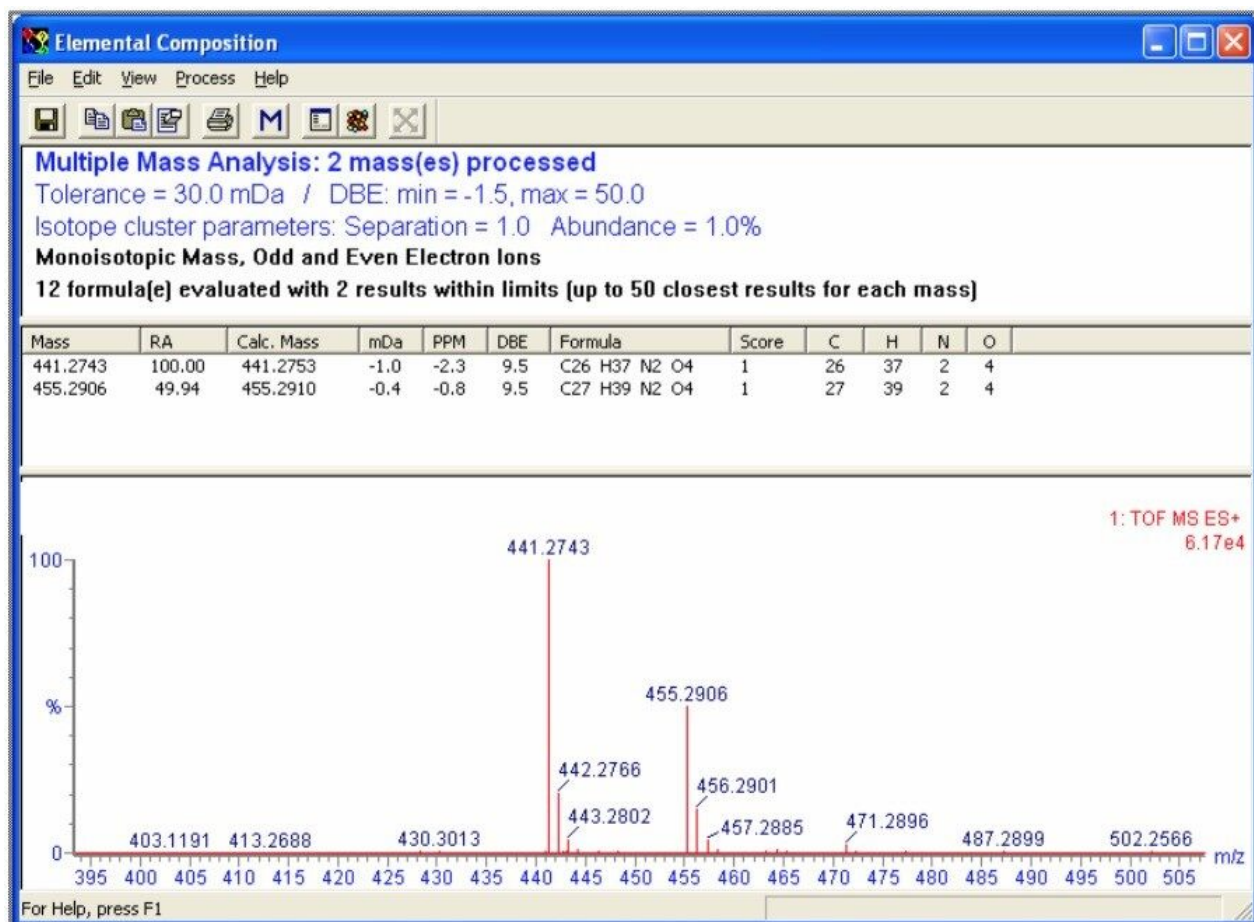 Elemental Composition
File Edit View Process Help
M
Multiple Mass Analysis: 2 mass(es) processed
Tolerance = 30.0 mDa / DBE: min = -1.5, max = 50.0
Isotope cluster parameters: Separation = 1.0 Abundance = 1.0%
Monoisotopic Mass, Odd and Even Electron Ions
12 formula(e) evaluated with 2 results within limits (up to 50 closest results for each mass)
Mass RA Calc. Mass mDa PPM DBE Formula Score C H N O
441.2743 100.00 441.2753 -1.0 -2.3 9.5 C26 H37 N2 O4 1 26 37 2 4
455.2906 49.94 455.2910 -0.4 -0.8 9.5 C27 H39 N2 O4 1 27 39 2 4
1: TOF MS ES+
6.17e4
441.2743
100
455.2906
%
442.2766
456.2901
443.2802
457.2885
471.2896
403.1191 413.2688 430.3013 487.2899 502.2566
0
m/z
395 400 405 410 415 420 425 430 435 440 445 450 455 460 465 470 475 480 485 490 495 500 505
For Help, press F1